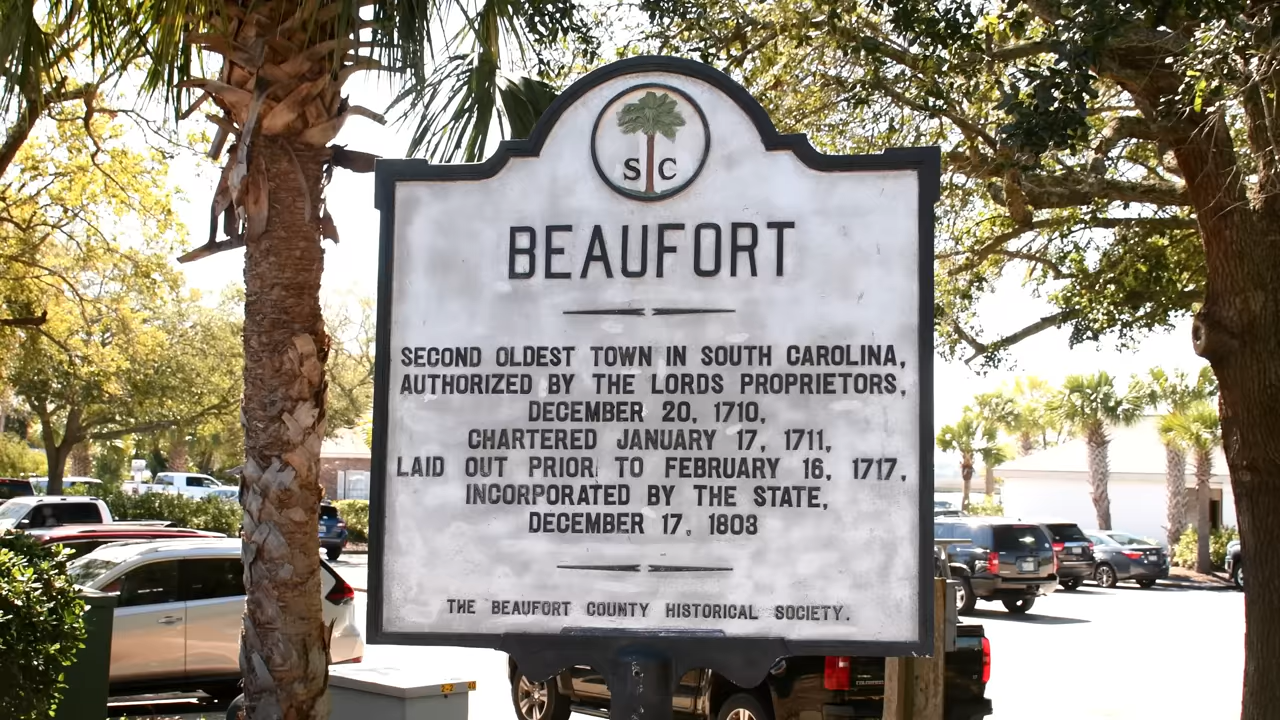 S C
BEAUFORT
SECOND OLDEST TOWN IN SOUTH CAROLINA,
AUTHORIZED BY THE LORDS PROPRIETORS,
DECEMBER 20, 1710,
CHARTERED JANUARY 17, 1711,
LAID OUT PRIOR TO FEBRUARY 16, 1717,
INCORPORATED BY THE STATE,
DECEMBER 17, 1803
THE BEAUFORT COUNTY HISTORICAL SOCIETY.